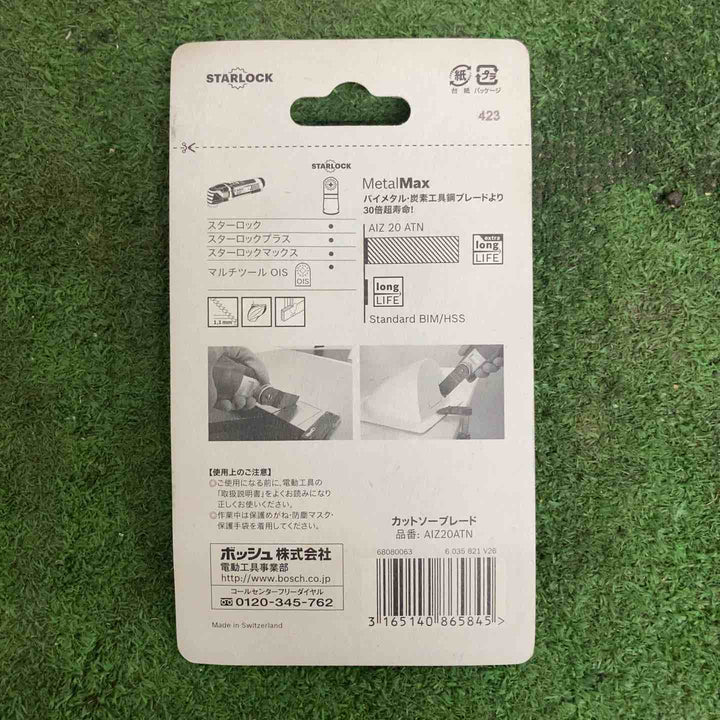 STARLOCK
紙
台紙
プラ
パッケージ
423
STARLOCK
スターロック
スターロックプラス
スターロックマックス
マルチツール OIS
OIS
1,1 mm
MetalMax
バイメタル・炭素工具鋼ブレードより
30倍超寿命!
AIZ 20 ATN
extra
long
LIFE
long
LIFE
Standard BIM/HSS
【使用上のご注意】
◎ご使用になる前に、電動工具の
「取扱説明書」をよくお読みになり
正しくお使いください。
◎作業中は保護めがね・防塵マスク・
保護手袋を着用してください。
ボッシュ株式会社
電動工具事業部
http://www.bosch.co.jp
コールセンターフリーダイヤル
0120-345-762
Made in Switzerland
カットソーブレード
品番: AIZ20ATN
68080063
6 035 821 V26
3 165140 865845 >